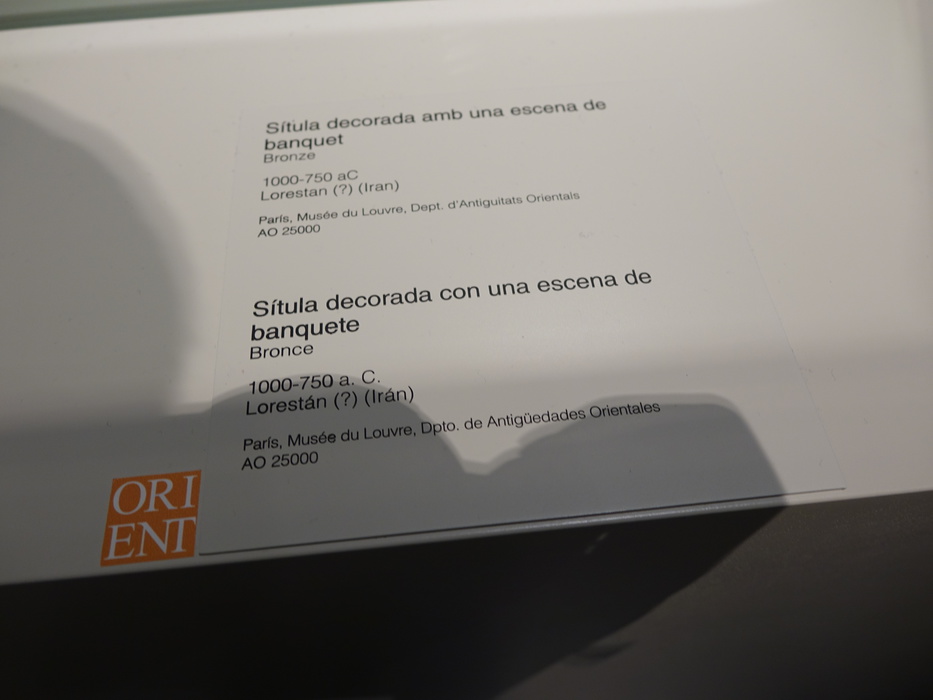 Sítula decorada amb una escena de
banquet
Bronze
1000-750 aC
Lorestan (?) (Iran)
París, Musée du Louvre, Dept. d'Antiguitats Orientals
AO 25000
Sítula decorada con una escena de
banquete
Bronce
1000-750 a. C.
Lorestán (?) (Irán)
París, Musée du Louvre, Dpto. de Antigüedades Orientales
AO 25000
ORI
ENT